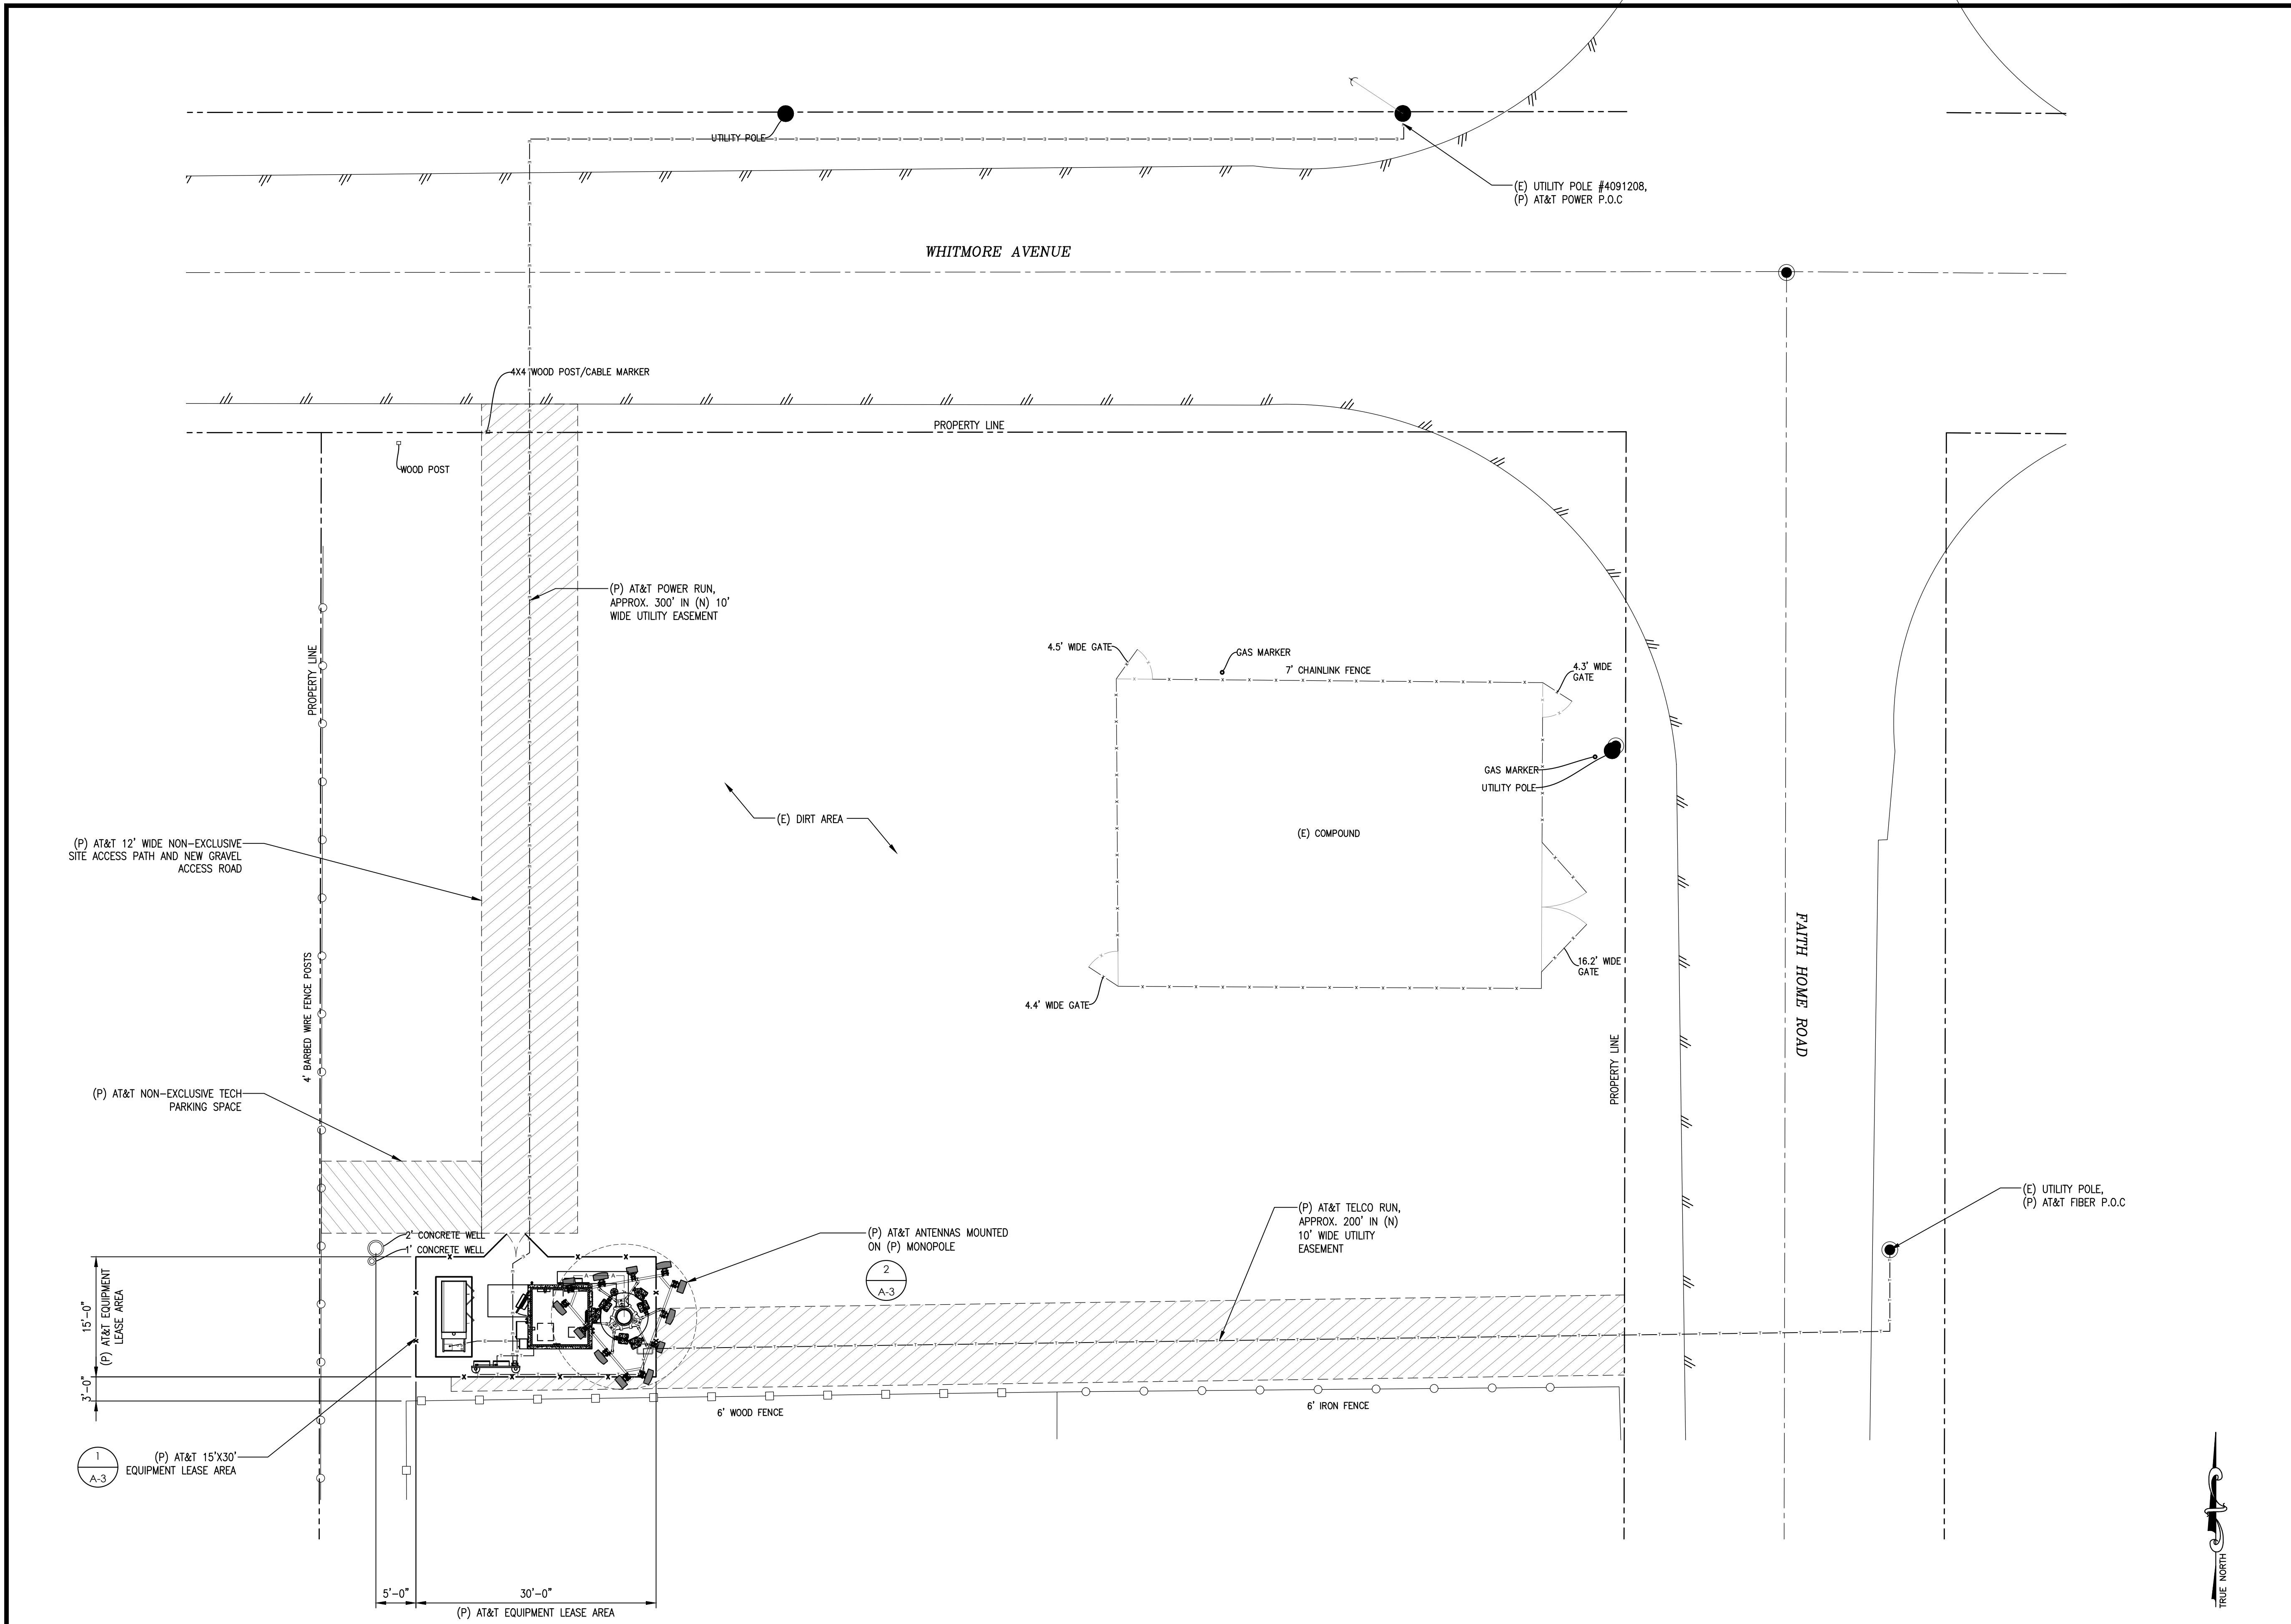 UTILITY POLE
(E) UTILITY POLE #4091208,
(P) AT&T POWER P.O.C
WHITMORE AVENUE
4X4 WOOD POST/CABLE MARKER
PROPERTY LINE
WOOD POST
(P) AT&T POWER RUN,
APPROX. 300' IN (N) 10'
WIDE UTILITY EASEMENT
PROPERTY LINE
4.5' WIDE GATE
GAS MARKER
7' CHAINLINK FENCE
4.3' WIDE
GATE
GAS MARKER
UTILITY POLE
(E) DIRT AREA
(E) COMPOUND
(P) AT&T 12' WIDE NON-EXCLUSIVE
SITE ACCESS PATH AND NEW GRAVEL
ACCESS ROAD
4' BARBED WIRE FENCE POSTS
16.2' WIDE
GATE
4.4' WIDE GATE
FAITH HOME ROAD
PROPERTY LINE
(P) AT&T NON-EXCLUSIVE TECH
PARKING SPACE
(E) UTILITY POLE,
(P) AT&T FIBER P.O.C
(P) AT&T TELCO RUN,
APPROX. 200' IN (N)
10' WIDE UTILITY
EASEMENT
(P) AT&T ANTENNAS MOUNTED
ON (P) MONOPOLE
2
A-3
2' CONCRETE WELL
1' CONCRETE WELL
15'-0"
(P) AT&T EQUIPMENT
LEASE AREA
3'-0"
6' WOOD FENCE
6' IRON FENCE
1
A-3
(P) AT&T 15'X30'
EQUIPMENT LEASE AREA
5'-0"
30'-0"
(P) AT&T EQUIPMENT LEASE AREA
TRUE NORTH